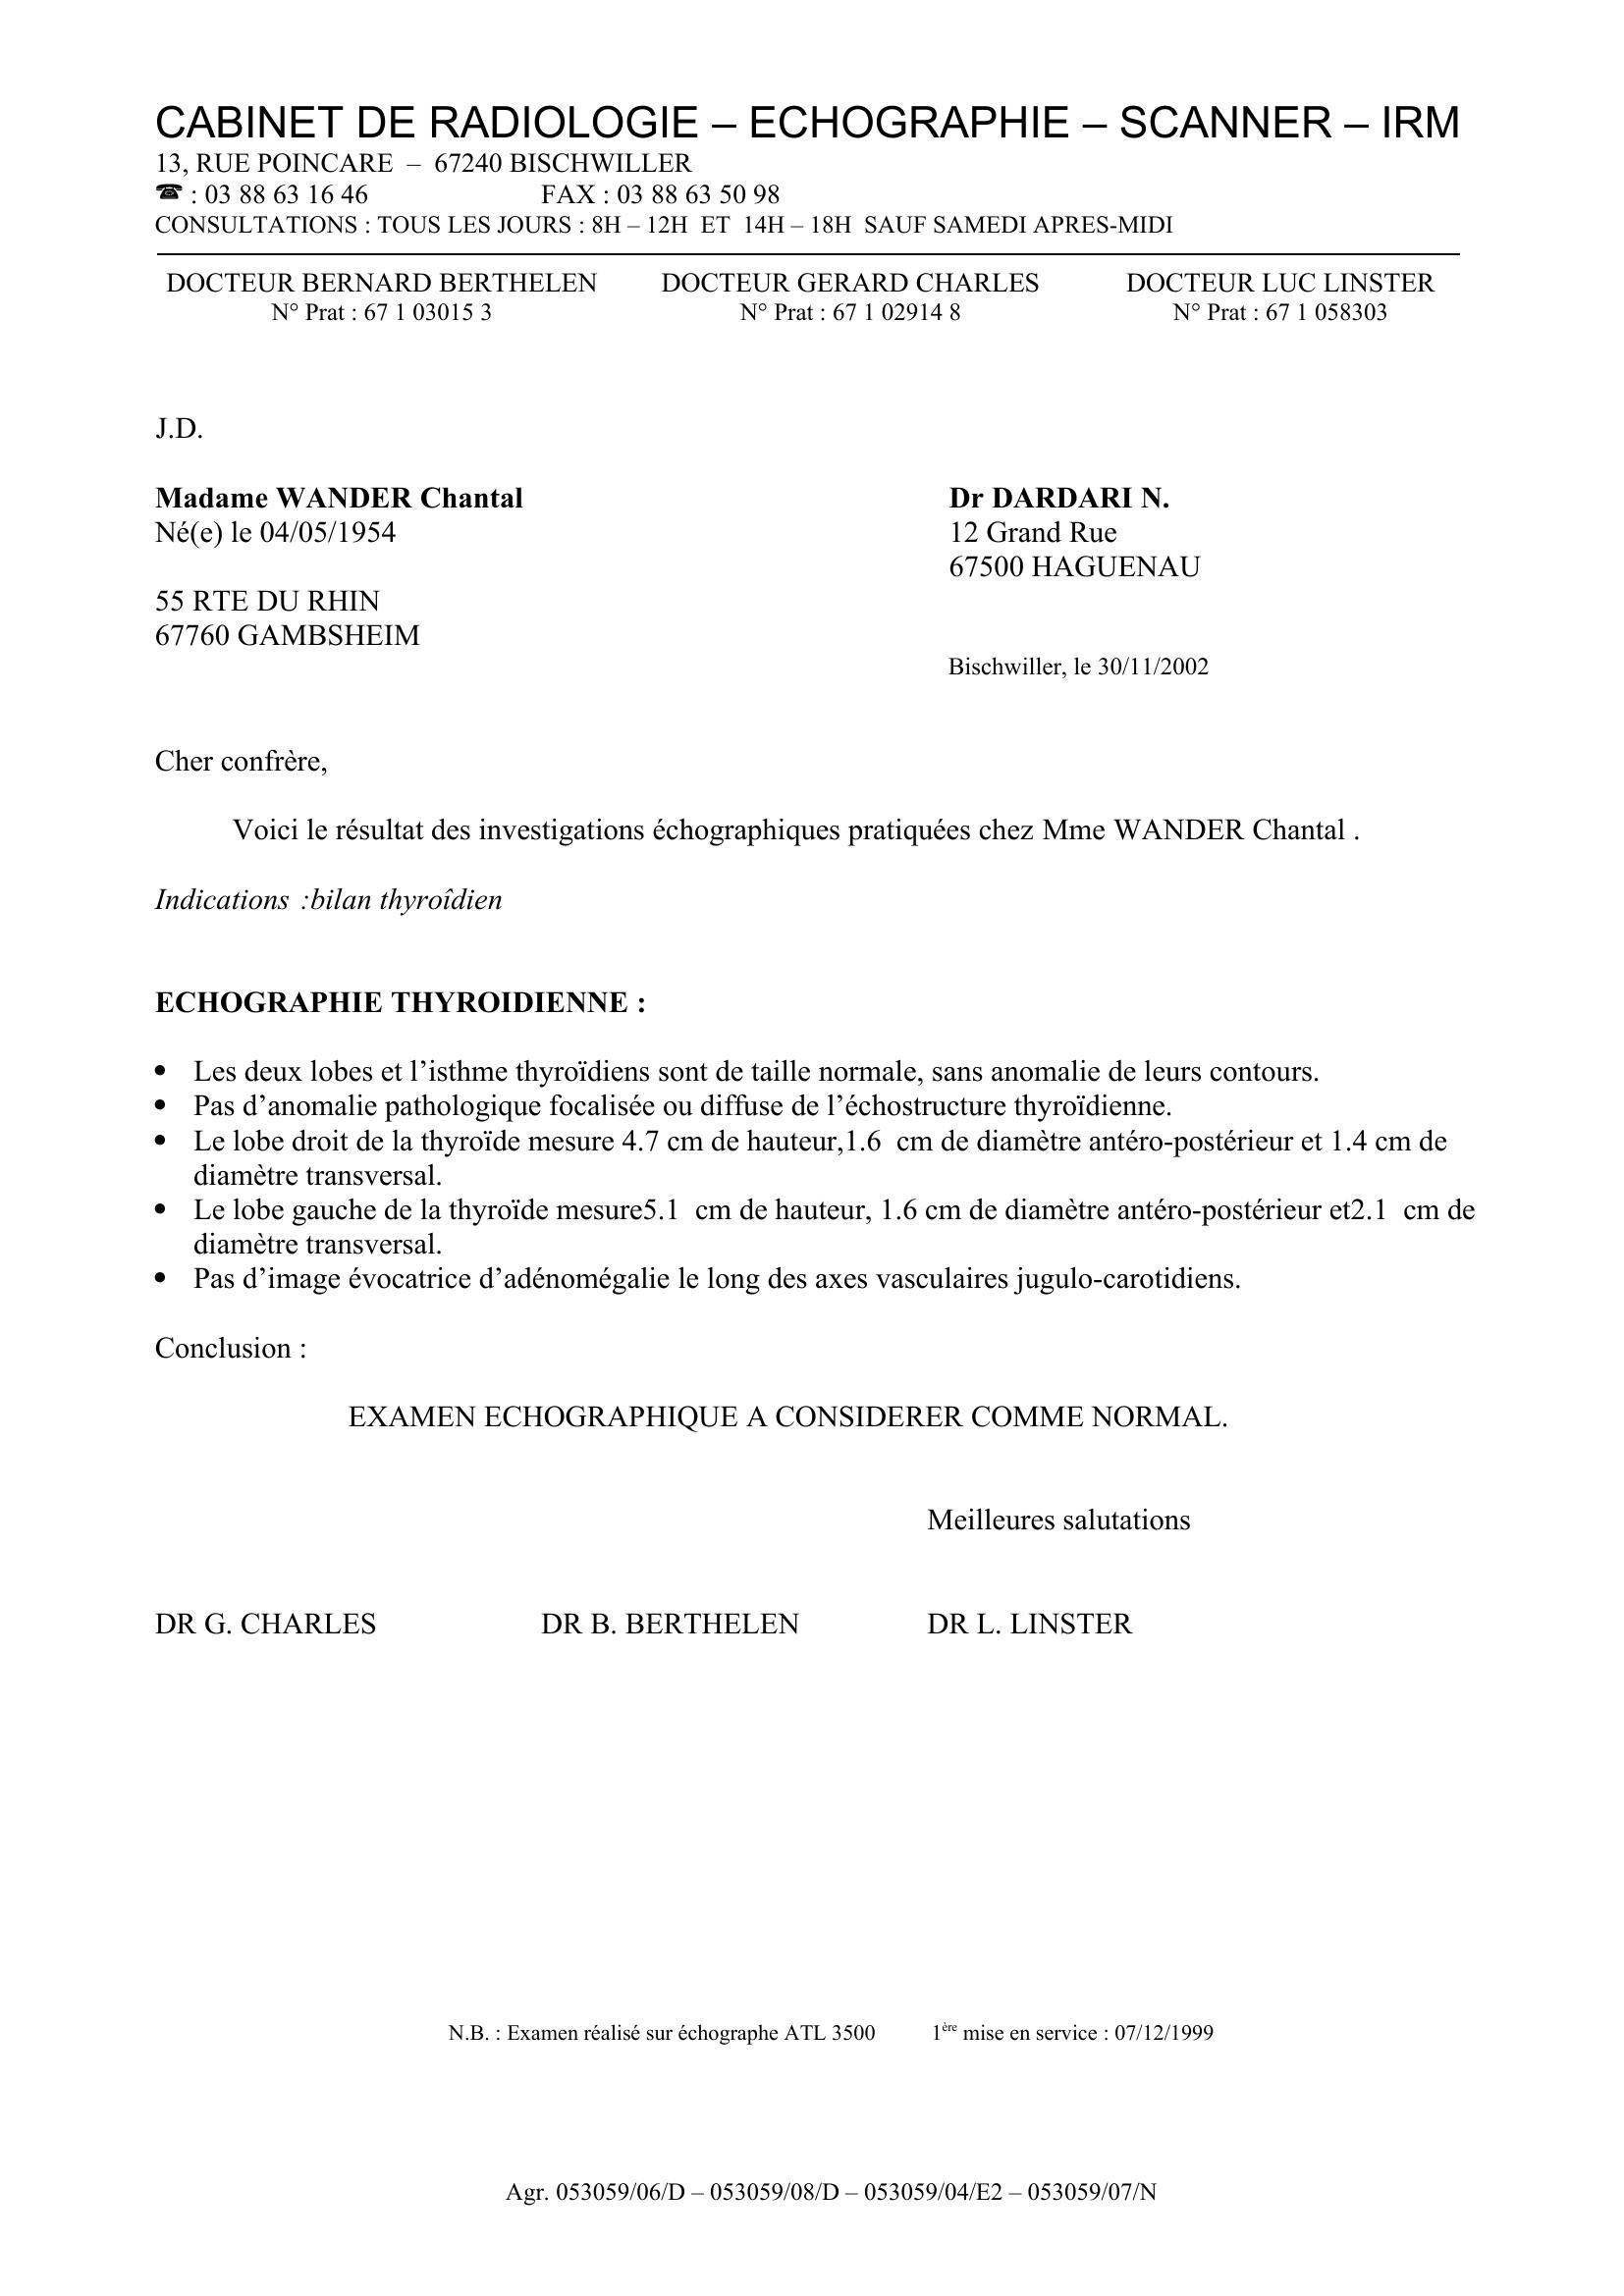 CABINET DE RADIOLOGIE – ECHOGRAPHIE – SCANNER – IRM
13, RUE POINCARE – 67240 BISCHWILLER
☎ : 03 88 63 16 46 FAX : 03 88 63 50 98
CONSULTATIONS : TOUS LES JOURS : 8H – 12H ET 14H – 18H SAUF SAMEDI APRES-MIDI
DOCTEUR BERNARD BERTHELEN DOCTEUR GERARD CHARLES DOCTEUR LUC LINSTER
N° Prat : 67 1 03015 3 N° Prat : 67 1 02914 8 N° Prat : 67 1 058303
J.D.
Madame WANDER Chantal Dr DARDARI N.
Né(e) le 04/05/1954 12 Grand Rue
67500 HAGUENAU
55 RTE DU RHIN
67760 GAMBSHEIM
Bischwiller, le 30/11/2002
Cher confrère,
Voici le résultat des investigations échographiques pratiquées chez Mme WANDER Chantal .
Indications :bilan thyroîdien
ECHOGRAPHIE THYROIDIENNE :
• Les deux lobes et l’isthme thyroïdiens sont de taille normale, sans anomalie de leurs contours.
• Pas d’anomalie pathologique focalisée ou diffuse de l’échostructure thyroïdienne.
• Le lobe droit de la thyroïde mesure 4.7 cm de hauteur,1.6 cm de diamètre antéro-postérieur et 1.4 cm de
diamètre transversal.
• Le lobe gauche de la thyroïde mesure5.1 cm de hauteur, 1.6 cm de diamètre antéro-postérieur et2.1 cm de
diamètre transversal.
• Pas d’image évocatrice d’adénomégalie le long des axes vasculaires jugulo-carotidiens.
Conclusion :
EXAMEN ECHOGRAPHIQUE A CONSIDERER COMME NORMAL.
Meilleures salutations
DR G. CHARLES DR B. BERTHELEN DR L. LINSTER
N.B. : Examen réalisé sur échographe ATL 3500 1ère mise en service : 07/12/1999
Agr. 053059/06/D – 053059/08/D – 053059/04/E2 – 053059/07/N